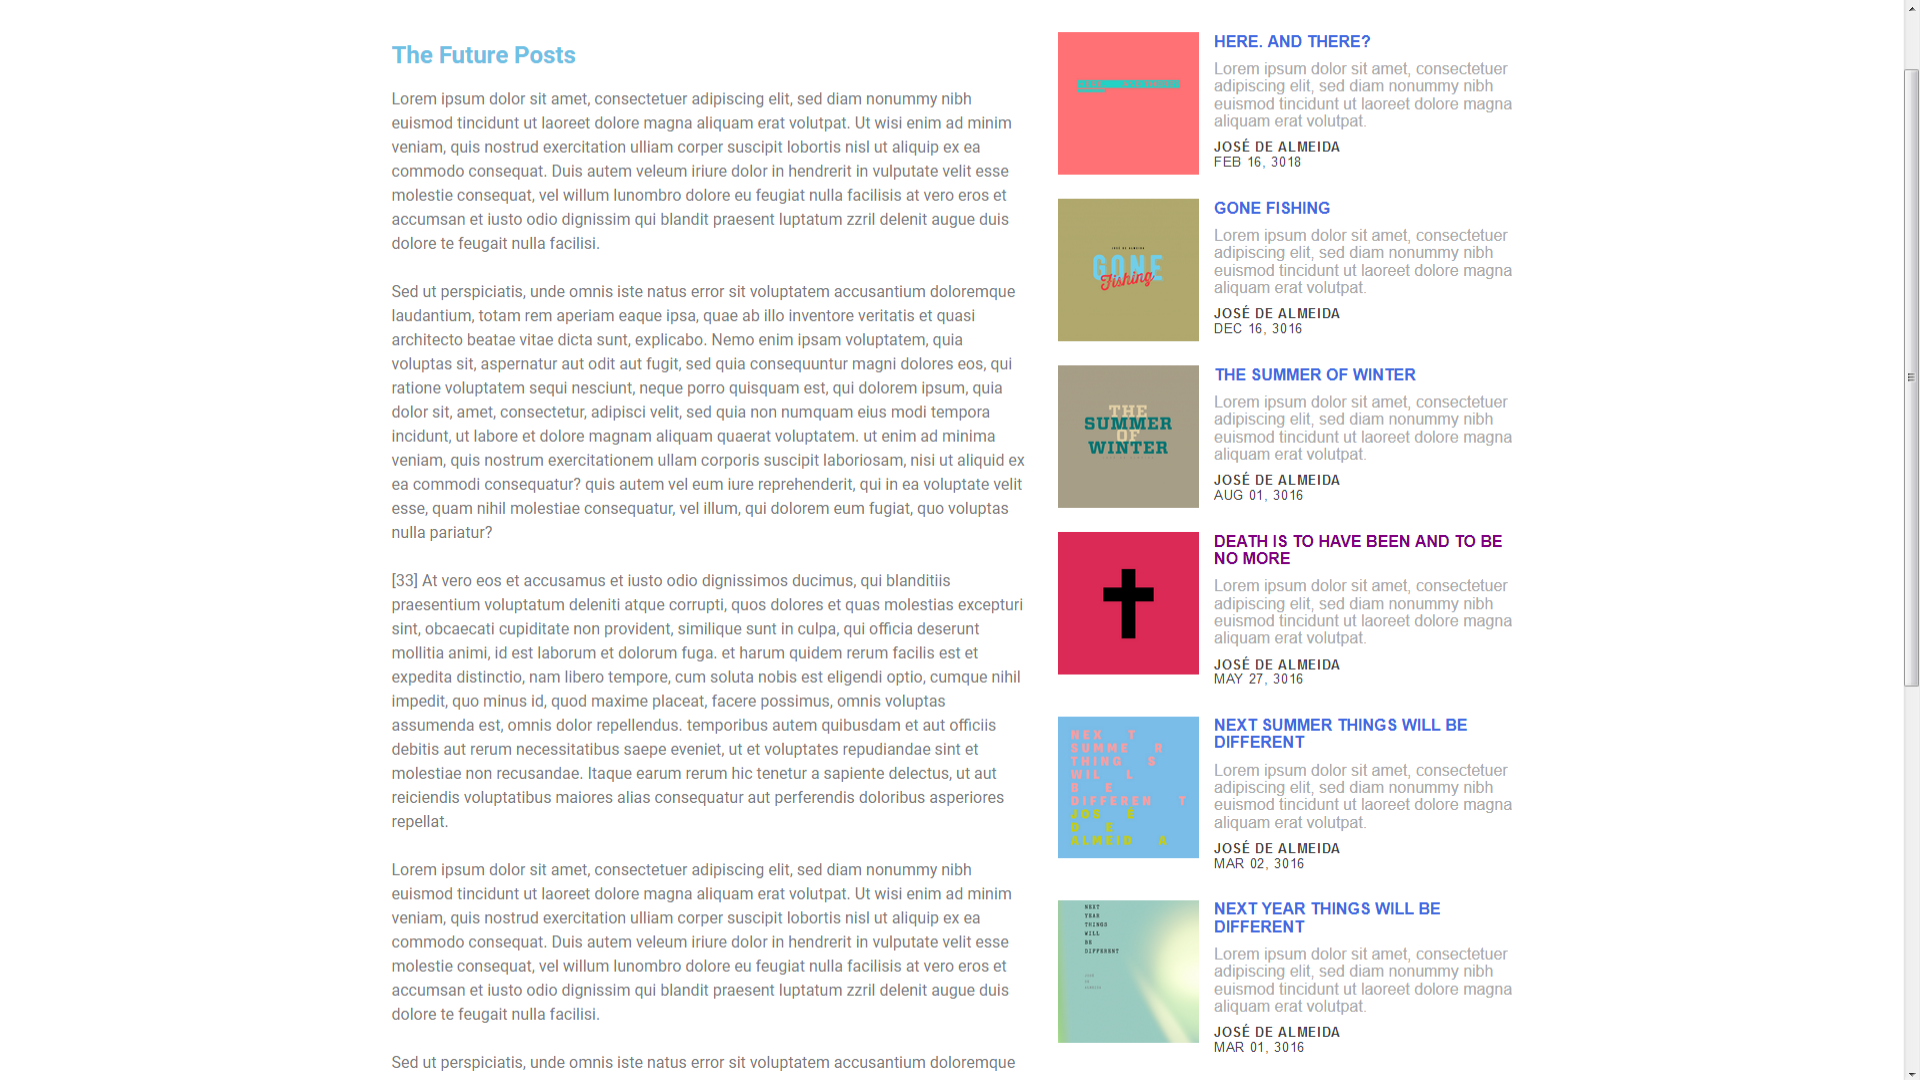 The Future Posts
Lorem ipsum dolor sit amet, consectetuer adipiscing elit, sed diam nonummy nibh
euismod tincidunt ut laoreet dolore magna aliquam erat volutpat. Ut wisi enim ad minim
veniam, quis nostrud exercitation ulliam corper suscipit lobortis nisl ut aliquip ex ea
commodo consequat. Duis autem veleum iriure dolor in hendrerit in vulputate velit esse
molestie consequat, vel willum lunombro dolore eu feugiat nulla facilisis at vero eros et
accumsan et iusto odio dignissim qui blandit praesent luptatum zzril delenit augue duis
dolore te feugait nulla facilisi.
Sed ut perspiciatis, unde omnis iste natus error sit voluptatem accusantium doloremque
laudantium, totam rem aperiam eaque ipsa, quae ab illo inventore veritatis et quasi
architecto beatae vitae dicta sunt, explicabo. Nemo enim ipsam voluptatem, quia
voluptas sit, aspernatur aut odit aut fugit, sed quia consequuntur magni dolores eos, qui
ratione voluptatem sequi nesciunt, neque porro quisquam est, qui dolorem ipsum, quia
dolor sit, amet, consectetur, adipisci velit, sed quia non numquam eius modi tempora
incidunt, ut labore et dolore magnam aliquam quaerat voluptatem. ut enim ad minima
veniam, quis nostrum exercitationem ullam corporis suscipit laboriosam, nisi ut aliquid ex
ea commodi consequatur? quis autem vel eum iure reprehenderit, qui in ea voluptate velit
esse, quam nihil molestiae consequatur, vel illum, qui dolorem eum fugiat, quo voluptas
nulla pariatur?
[33] At vero eos et accusamus et iusto odio dignissimos ducimus, qui blanditiis
praesentium voluptatum deleniti atque corrupti, quos dolores et quas molestias excepturi
sint, obcaecati cupiditate non provident, similique sunt in culpa, qui officia deserunt
mollitia animi, id est laborum et dolorum fuga. et harum quidem rerum facilis est et
expedita distinctio, nam libero tempore, cum soluta nobis est eligendi optio, cumque nihil
impedit, quo minus id, quod maxime placeat, facere possimus, omnis voluptas
assumenda est, omnis dolor repellendus. temporibus autem quibusdam et aut officiis
debitis aut rerum necessitatibus saepe eveniet, ut et voluptates repudiandae sint et
molestiae non recusandae. Itaque earum rerum hic tenetur a sapiente delectus, ut aut
reiciendis voluptatibus maiores alias consequatur aut perferendis doloribus asperiores
repellat.
Lorem ipsum dolor sit amet, consectetuer adipiscing elit, sed diam nonummy nibh
euismod tincidunt ut laoreet dolore magna aliquam erat volutpat. Ut wisi enim ad minim
veniam, quis nostrud exercitation ulliam corper suscipit lobortis nisl ut aliquip ex ea
commodo consequat. Duis autem veleum iriure dolor in hendrerit in vulputate velit esse
molestie consequat, vel willum lunombro dolore eu feugiat nulla facilisis at vero eros et
accumsan et iusto odio dignissim qui blandit praesent luptatum zzril delenit augue duis
dolore te feugait nulla facilisi.
Sed ut perspiciatis, unde omnis iste natus error sit voluptatem accusantium doloremque
HERE. AND THERE?
Lorem ipsum dolor sit amet, consectetuer
adipiscing elit, sed diam nonummy nibh
euismod tincidunt ut laoreet dolore magna
aliquam erat volutpat.
JOSÉ DE ALMEIDA
FEB 16, 3018
JOSÉ DE ALMEIDA
GONE
Fishing
GONE FISHING
Lorem ipsum dolor sit amet, consectetuer
adipiscing elit, sed diam nonummy nibh
euismod tincidunt ut laoreet dolore magna
aliquam erat volutpat.
JOSÉ DE ALMEIDA
DEC 16, 3016
THE
SUMMER
OF
WINTER
THE SUMMER OF WINTER
Lorem ipsum dolor sit amet, consectetuer
adipiscing elit, sed diam nonummy nibh
euismod tincidunt ut laoreet dolore magna
aliquam erat volutpat.
JOSÉ DE ALMEIDA
AUG 01, 3016
DEATH IS TO HAVE BEEN AND TO BE
NO MORE
Lorem ipsum dolor sit amet, consectetuer
adipiscing elit, sed diam nonummy nibh
euismod tincidunt ut laoreet dolore magna
aliquam erat volutpat.
JOSÉ DE ALMEIDA
MAY 27, 3016
NEX T
SUMME R
THING S
WIL L
B E
DIFFEREN T
JOS É
D E
ALMEID A
NEXT SUMMER THINGS WILL BE
DIFFERENT
Lorem ipsum dolor sit amet, consectetuer
adipiscing elit, sed diam nonummy nibh
euismod tincidunt ut laoreet dolore magna
aliquam erat volutpat.
JOSÉ DE ALMEIDA
MAR 02, 3016
NEXT
YEAR
THINGS
WILL
BE
DIFFERENT
JOSÉ
DE
ALMEIDA
NEXT YEAR THINGS WILL BE
DIFFERENT
Lorem ipsum dolor sit amet, consectetuer
adipiscing elit, sed diam nonummy nibh
euismod tincidunt ut laoreet dolore magna
aliquam erat volutpat.
JOSÉ DE ALMEIDA
MAR 01, 3016